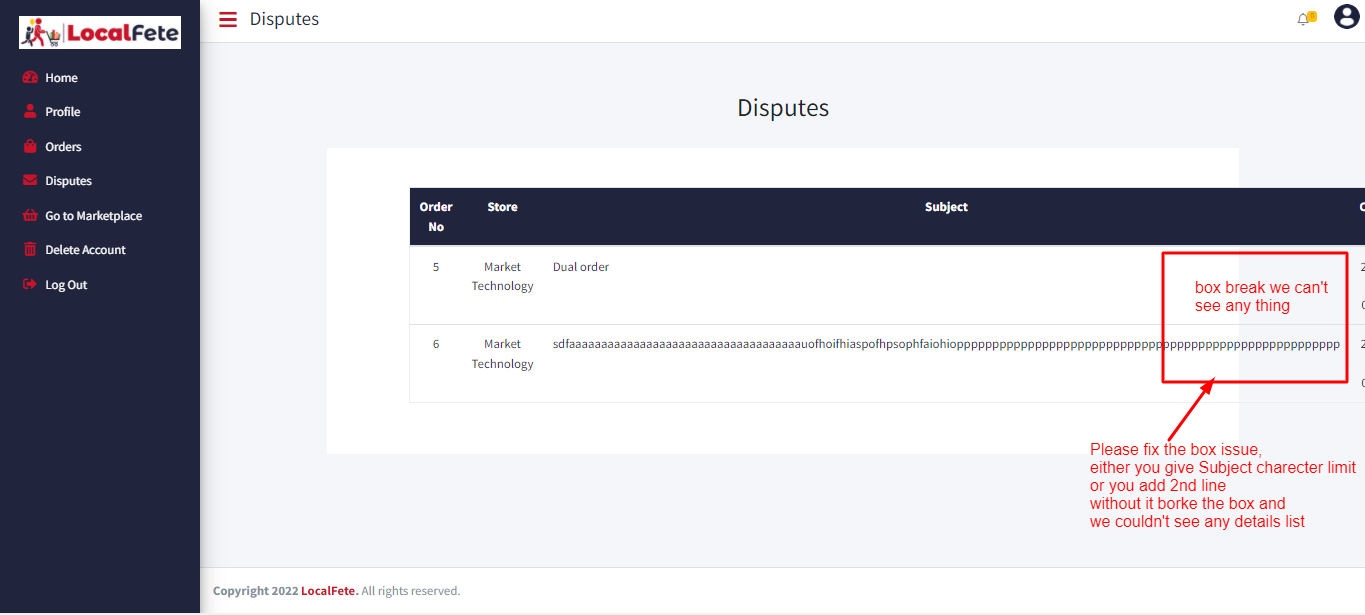 LocalFete
Disputes
8
Home
Profile
Orders
Disputes
Go to Marketplace
Delete Account
Log Out
Disputes
Order No
Store
Subject
5
Market Technology
Dual order
2
0
6
Market Technology
2
0
box break we can't
see any thing
Please fix the box issue,
either you give Subject charecter limit
or you add 2nd line
without it borke the box and
we couldn't see any details list
Copyright 2022 LocalFete. All rights reserved.